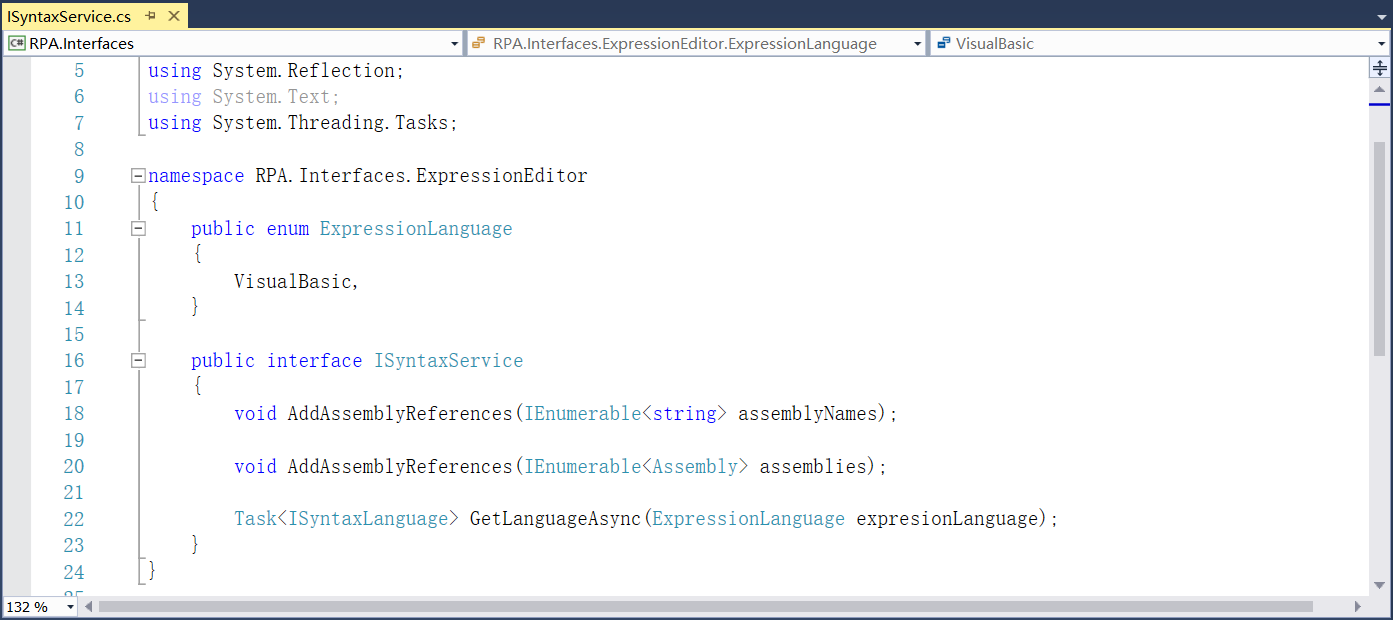 ISyntaxService.cs
RPA.Interfaces RPA.Interfaces.ExpressionEditor.ExpressionLanguage VisualBasic
5 using System.Reflection;
6 using System.Text;
7 using System.Threading.Tasks;
8
9 namespace RPA.Interfaces.ExpressionEditor
10 {
11 public enum ExpressionLanguage
12 {
13 VisualBasic,
14 }
15
16 public interface ISyntaxService
17 {
18 void AddAssemblyReferences(IEnumerable<string> assemblyNames);
19
20 void AddAssemblyReferences(IEnumerable<Assembly> assemblies);
21
22 Task<ISyntaxLanguage> GetLanguageAsync(ExpressionLanguage expresionLanguage);
23 }
24 }
132 %